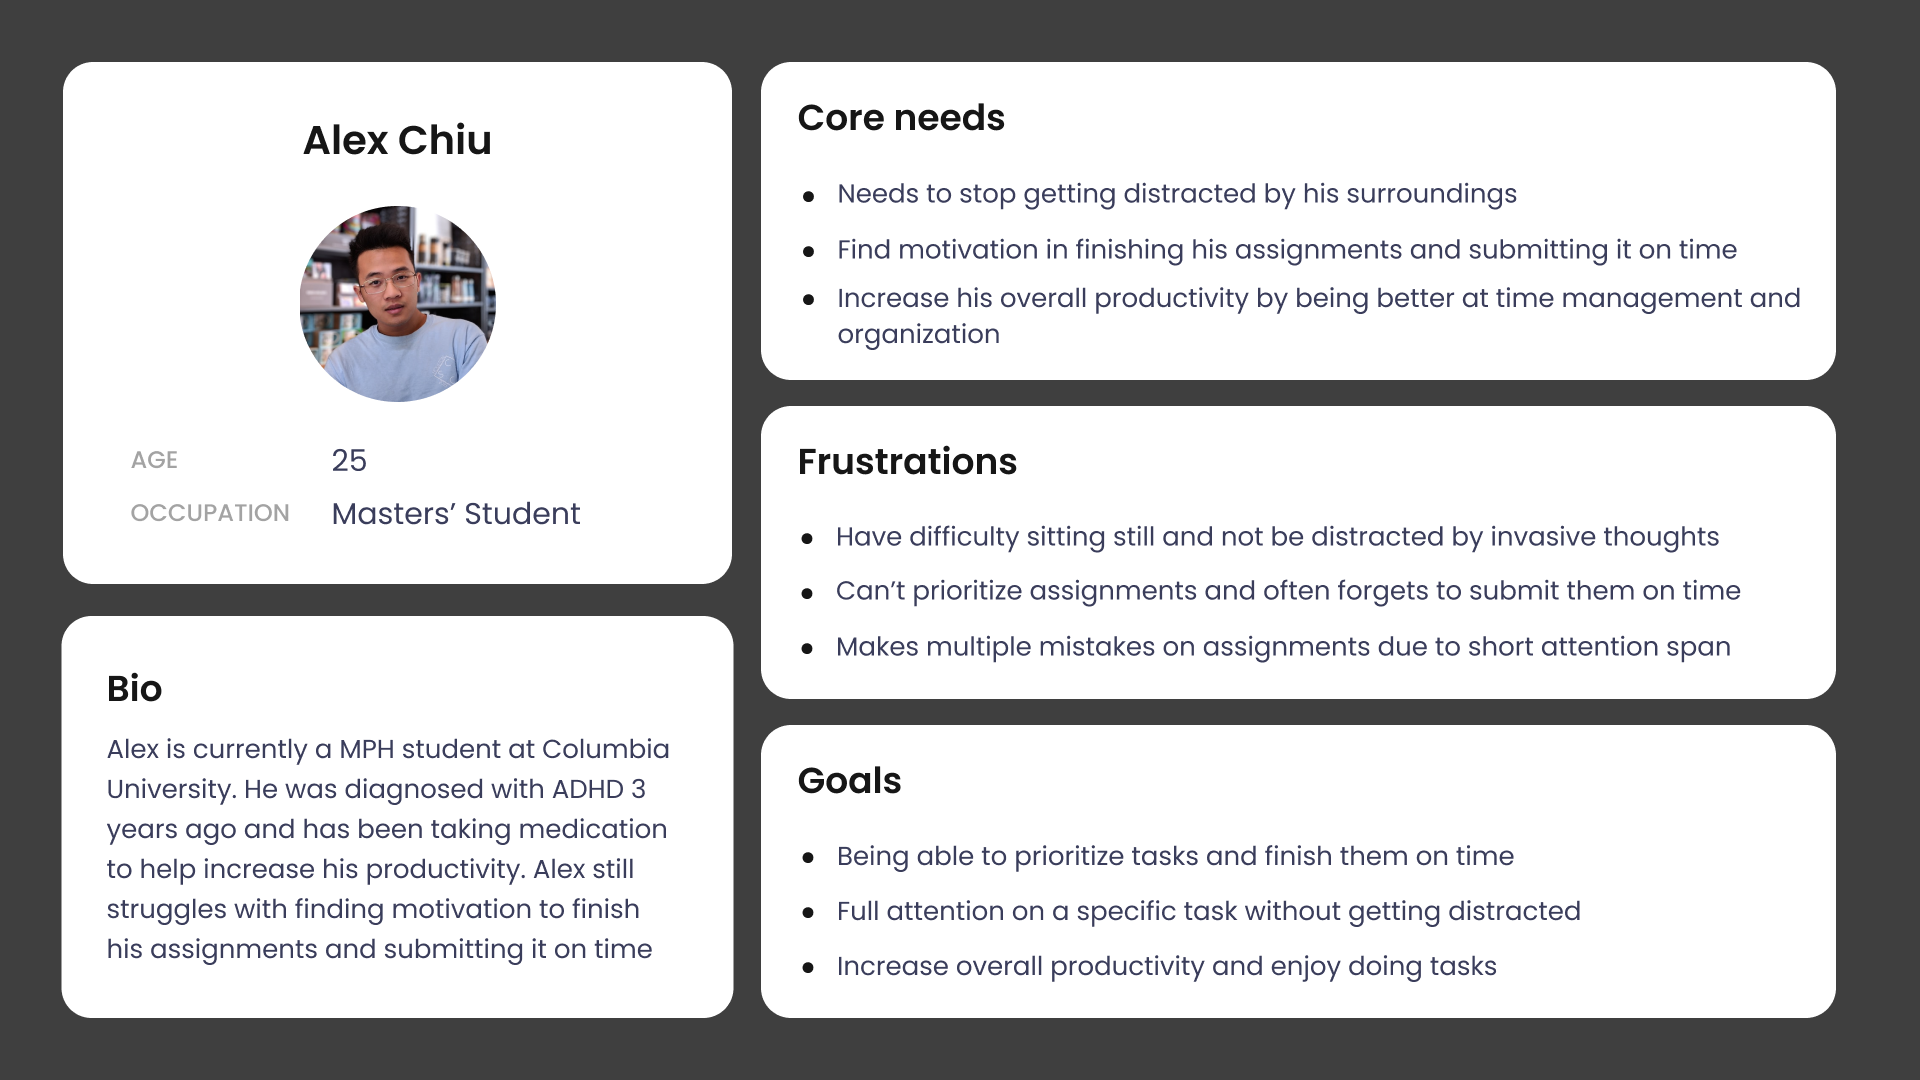 Alex Chiu
AGE 25
OCCUPATION Masters’ Student
Bio
Alex is currently a MPH student at Columbia
University. He was diagnosed with ADHD 3
years ago and has been taking medication
to help increase his productivity. Alex still
struggles with finding motivation to finish
his assignments and submitting it on time
Core needs
● Needs to stop getting distracted by his surroundings
● Find motivation in finishing his assignments and submitting it on time
● Increase his overall productivity by being better at time management and
organization
Frustrations
● Have difficulty sitting still and not be distracted by invasive thoughts
● Can’t prioritize assignments and often forgets to submit them on time
● Makes multiple mistakes on assignments due to short attention span
Goals
● Being able to prioritize tasks and finish them on time
● Full attention on a specific task without getting distracted
● Increase overall productivity and enjoy doing tasks